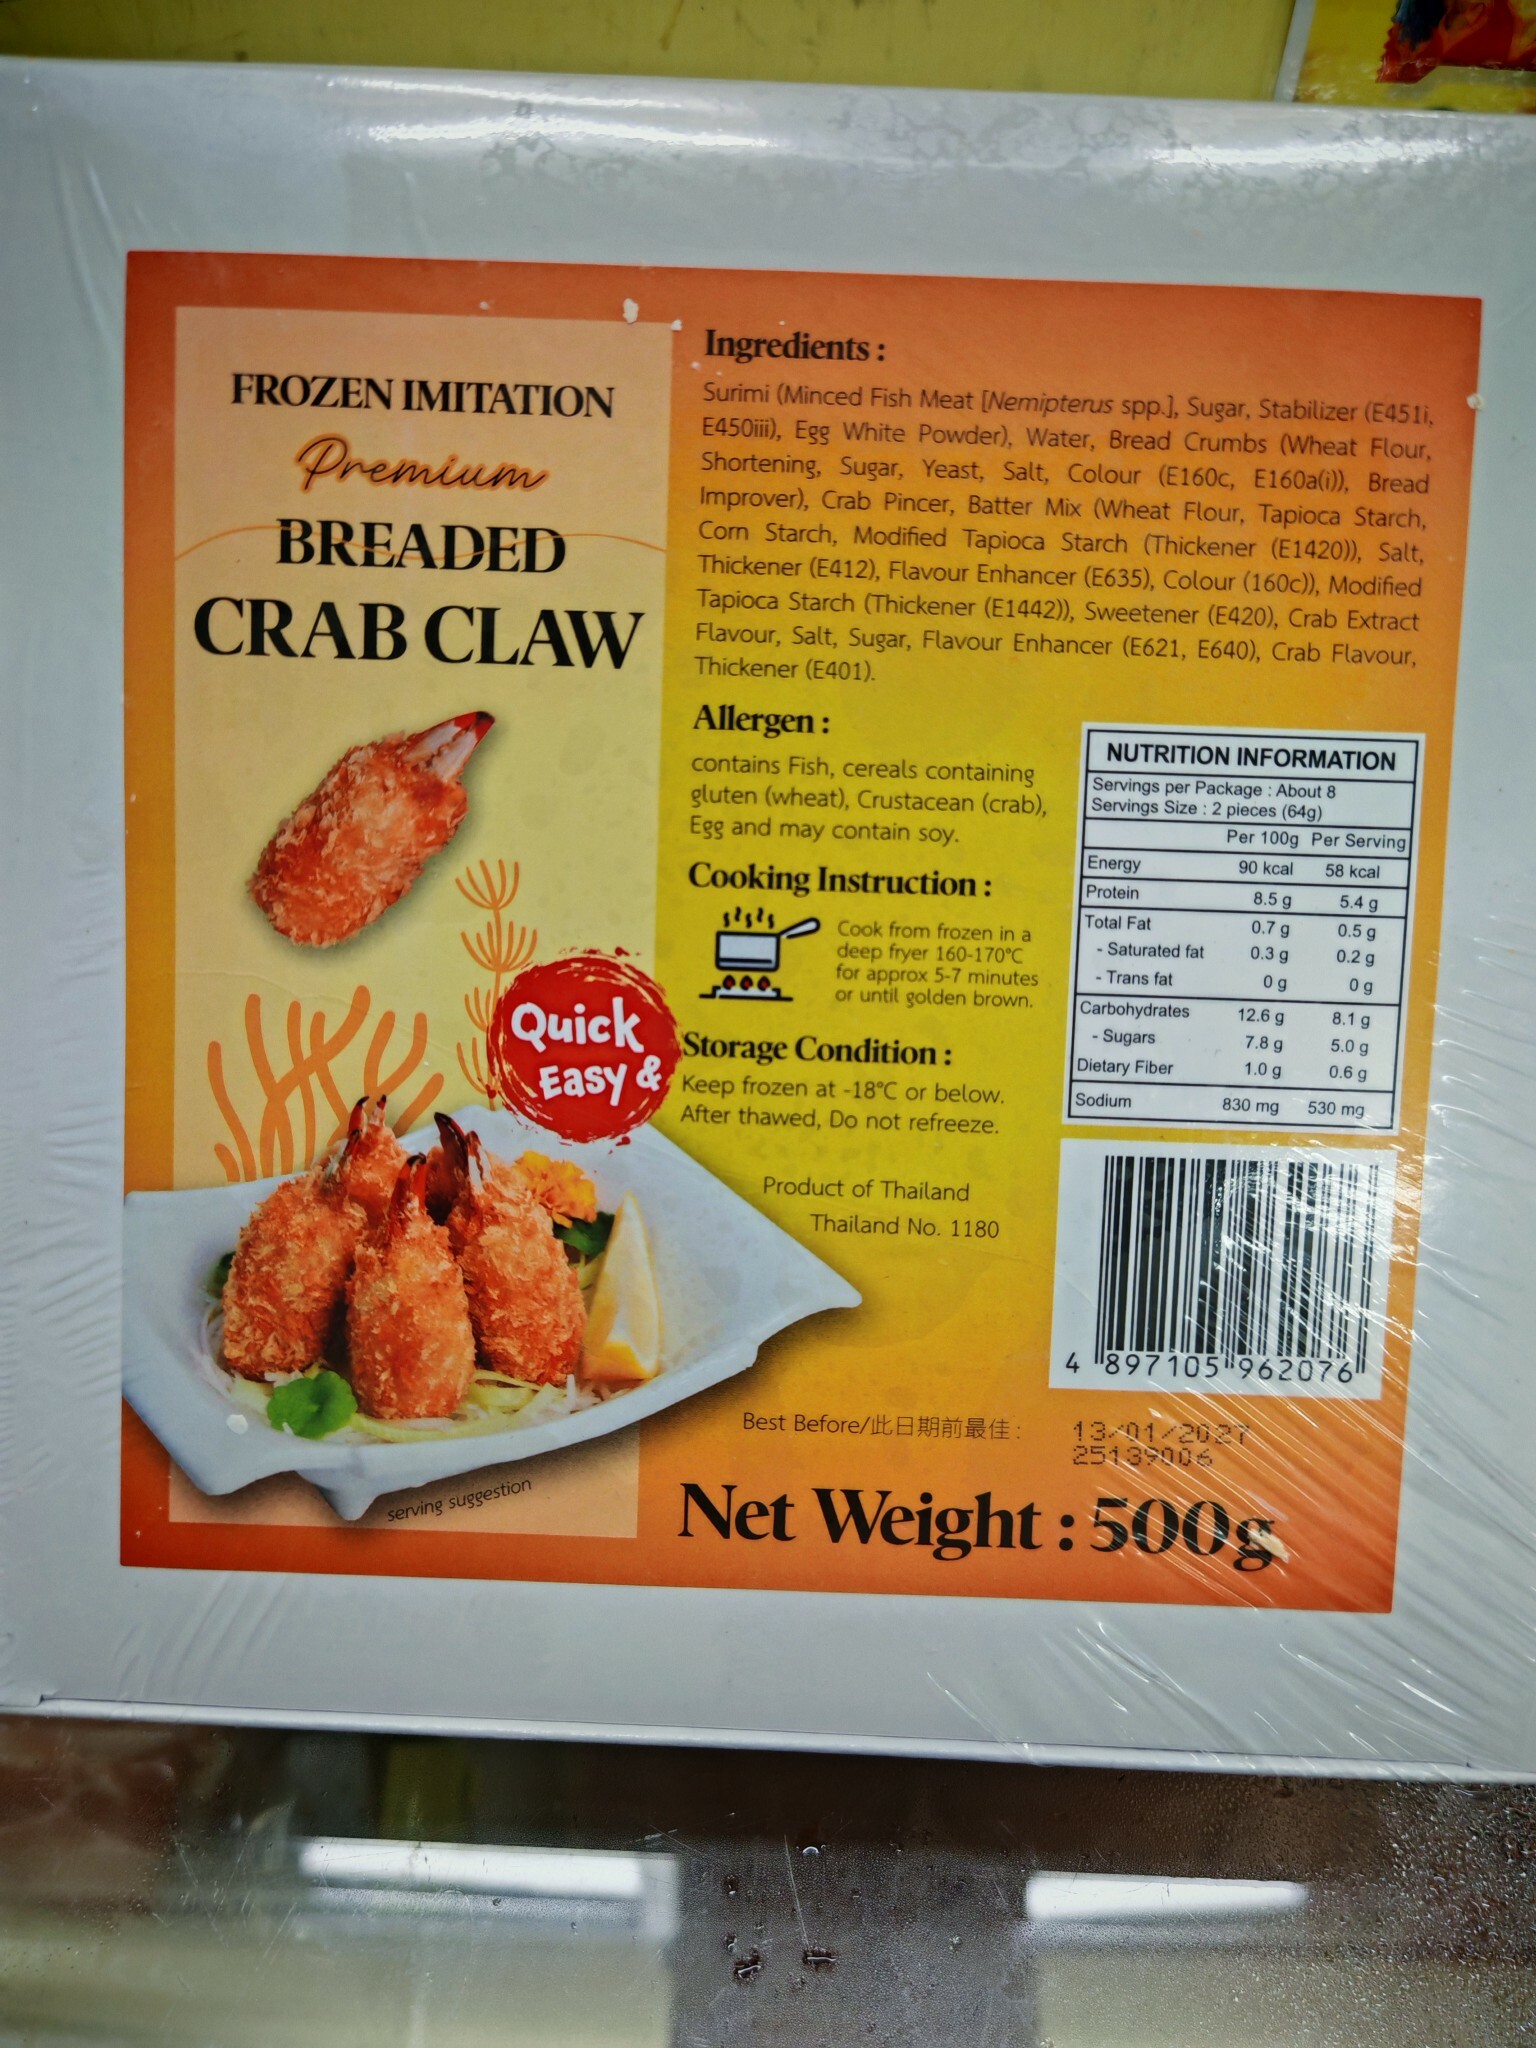 FROZEN IMITATION
Premium
BREADED
CRAB CLAW
Quick
Easy &
serving suggestion
Ingredients :
Surimi (Minced Fish Meat [Nemipterus spp.], Sugar, Stabilizer (E451i,
E450iii), Egg White Powder), Water, Bread Crumbs (Wheat Flour,
Shortening, Sugar, Yeast, Salt, Colour (E160c, E160a(i)), Bread
Improver), Crab Pincer, Batter Mix (Wheat Flour, Tapioca Starch,
Corn Starch, Modified Tapioca Starch (Thickener (E1420)), Salt,
Thickener (E412), Flavour Enhancer (E635), Colour (160c)), Modified
Tapioca Starch (Thickener (E1442)), Sweetener (E420), Crab Extract
Flavour, Salt, Sugar, Flavour Enhancer (E621, E640), Crab Flavour,
Thickener (E401).
Allergen :
contains Fish, cereals containing
gluten (wheat), Crustacean (crab),
Egg and may contain soy.
Cooking Instruction :
Cook from frozen in a
deep fryer 160-170°C
for approx 5-7 minutes
or until golden brown.
Storage Condition :
Keep frozen at -18°C or below.
After thawed, Do not refreeze.
Product of Thailand
Thailand No. 1180
NUTRITION INFORMATION
Servings per Package : About 8
Servings Size : 2 pieces (64g)
Per 100g Per Serving
Energy 90 kcal 58 kcal
Protein 8.5 g 5.4 g
Total Fat 0.7 g 0.5 g
- Saturated fat 0.3 g 0.2 g
- Trans fat 0 g 0 g
Carbohydrates 12.6 g 8.1 g
- Sugars 7.8 g 5.0 g
Dietary Fiber 1.0 g 0.6 g
Sodium 830 mg 530 mg
4 897105 962076
Best Before/此日期前最佳 : 13/01/2027
25139006
Net Weight : 500g